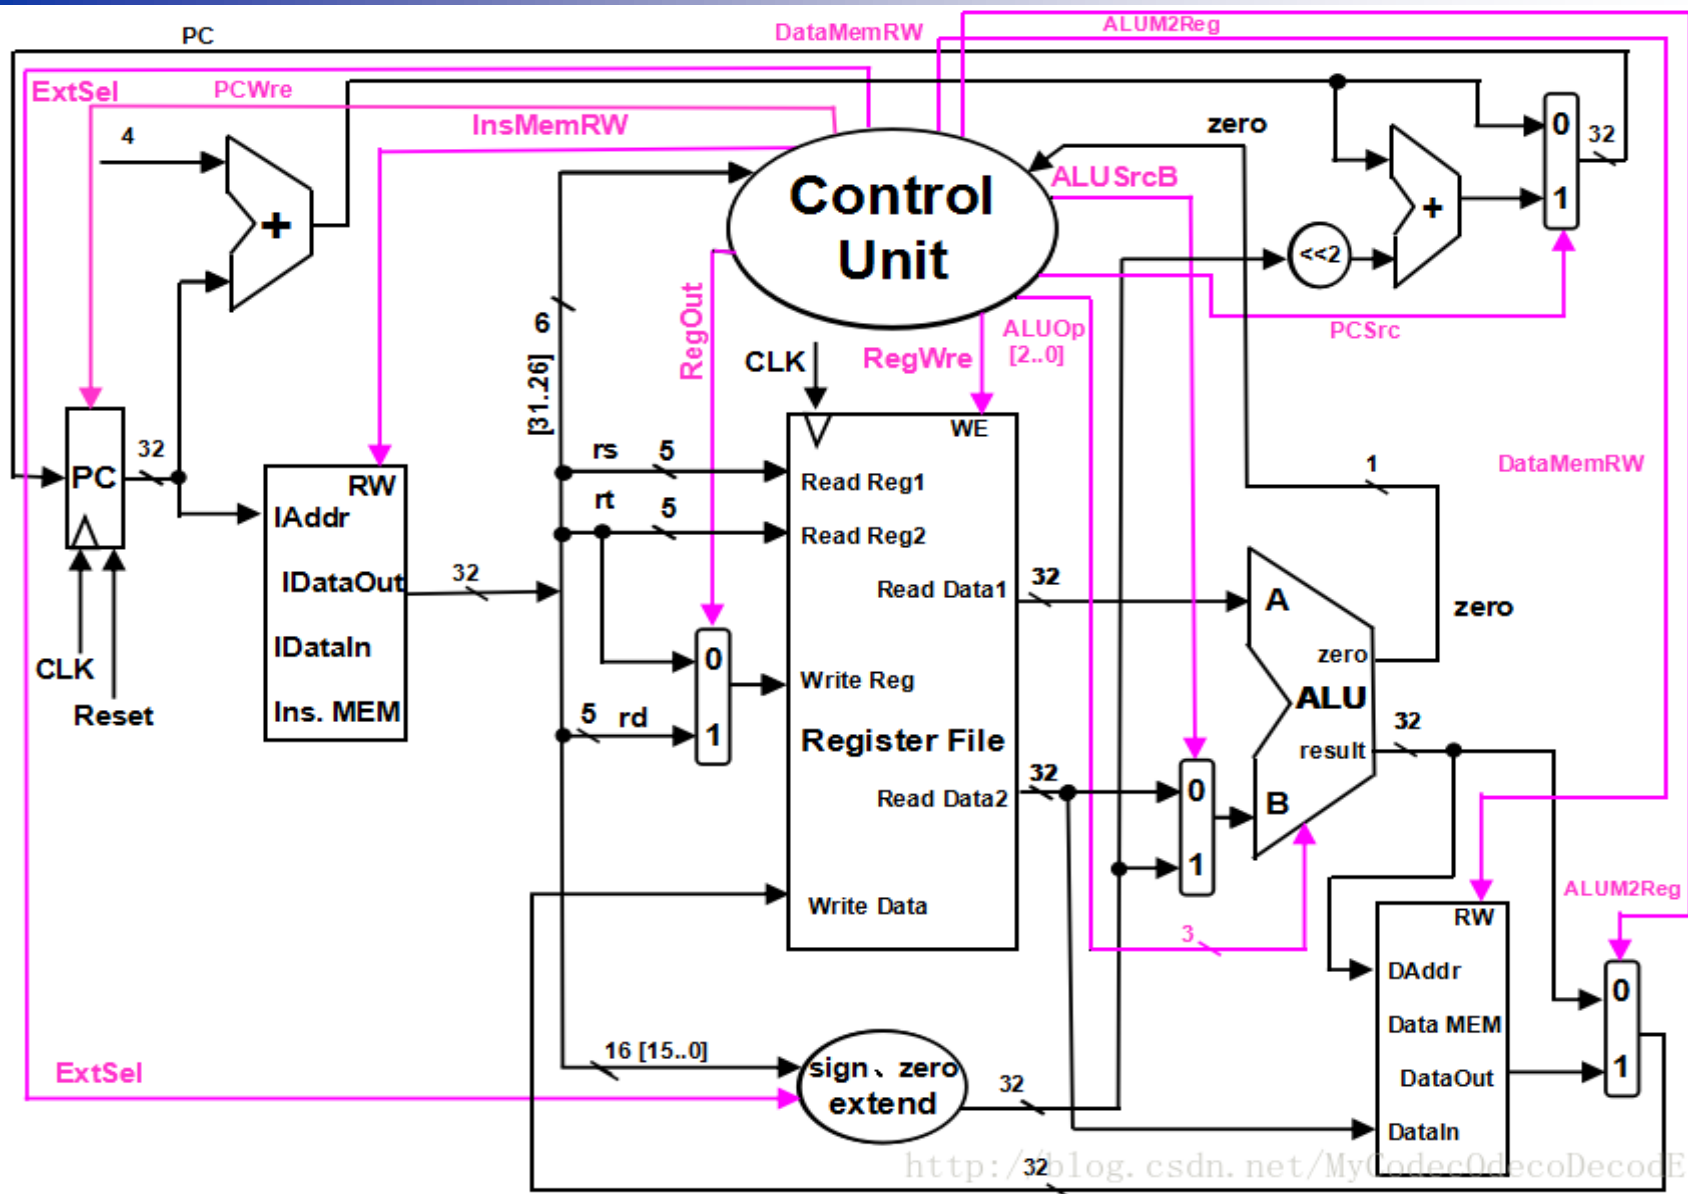 PC
DataMemRW
ALUM2Reg
ExtSel
PCWre
4
InsMemRW
zero
0
32
1
ALUSrcB
Control
Unit
+
+
<<2
6
[31.26]
RegOut
CLK
RegWre
ALUOp
[2..0]
PCSrc
WE
PC
32
RW
IAddr
IDataOut
IDataIn
Ins. MEM
32
CLK
Reset
rs
5
rt
5
Read Reg1
Read Reg2
Read Data1
32
0
1
5
rd
Write Reg
Register File
Read Data2
32
Write Data
1
DataMemRW
A
zero
zero
ALU
32
result
B
0
1
3
ALUM2Reg
RW
DAddr
Data MEM
DataOut
DataIn
0
1
ExtSel
16 [15..0]
sign、zero
extend
32
32
http://blog.csdn.net/MyCodecOdecoDecodE